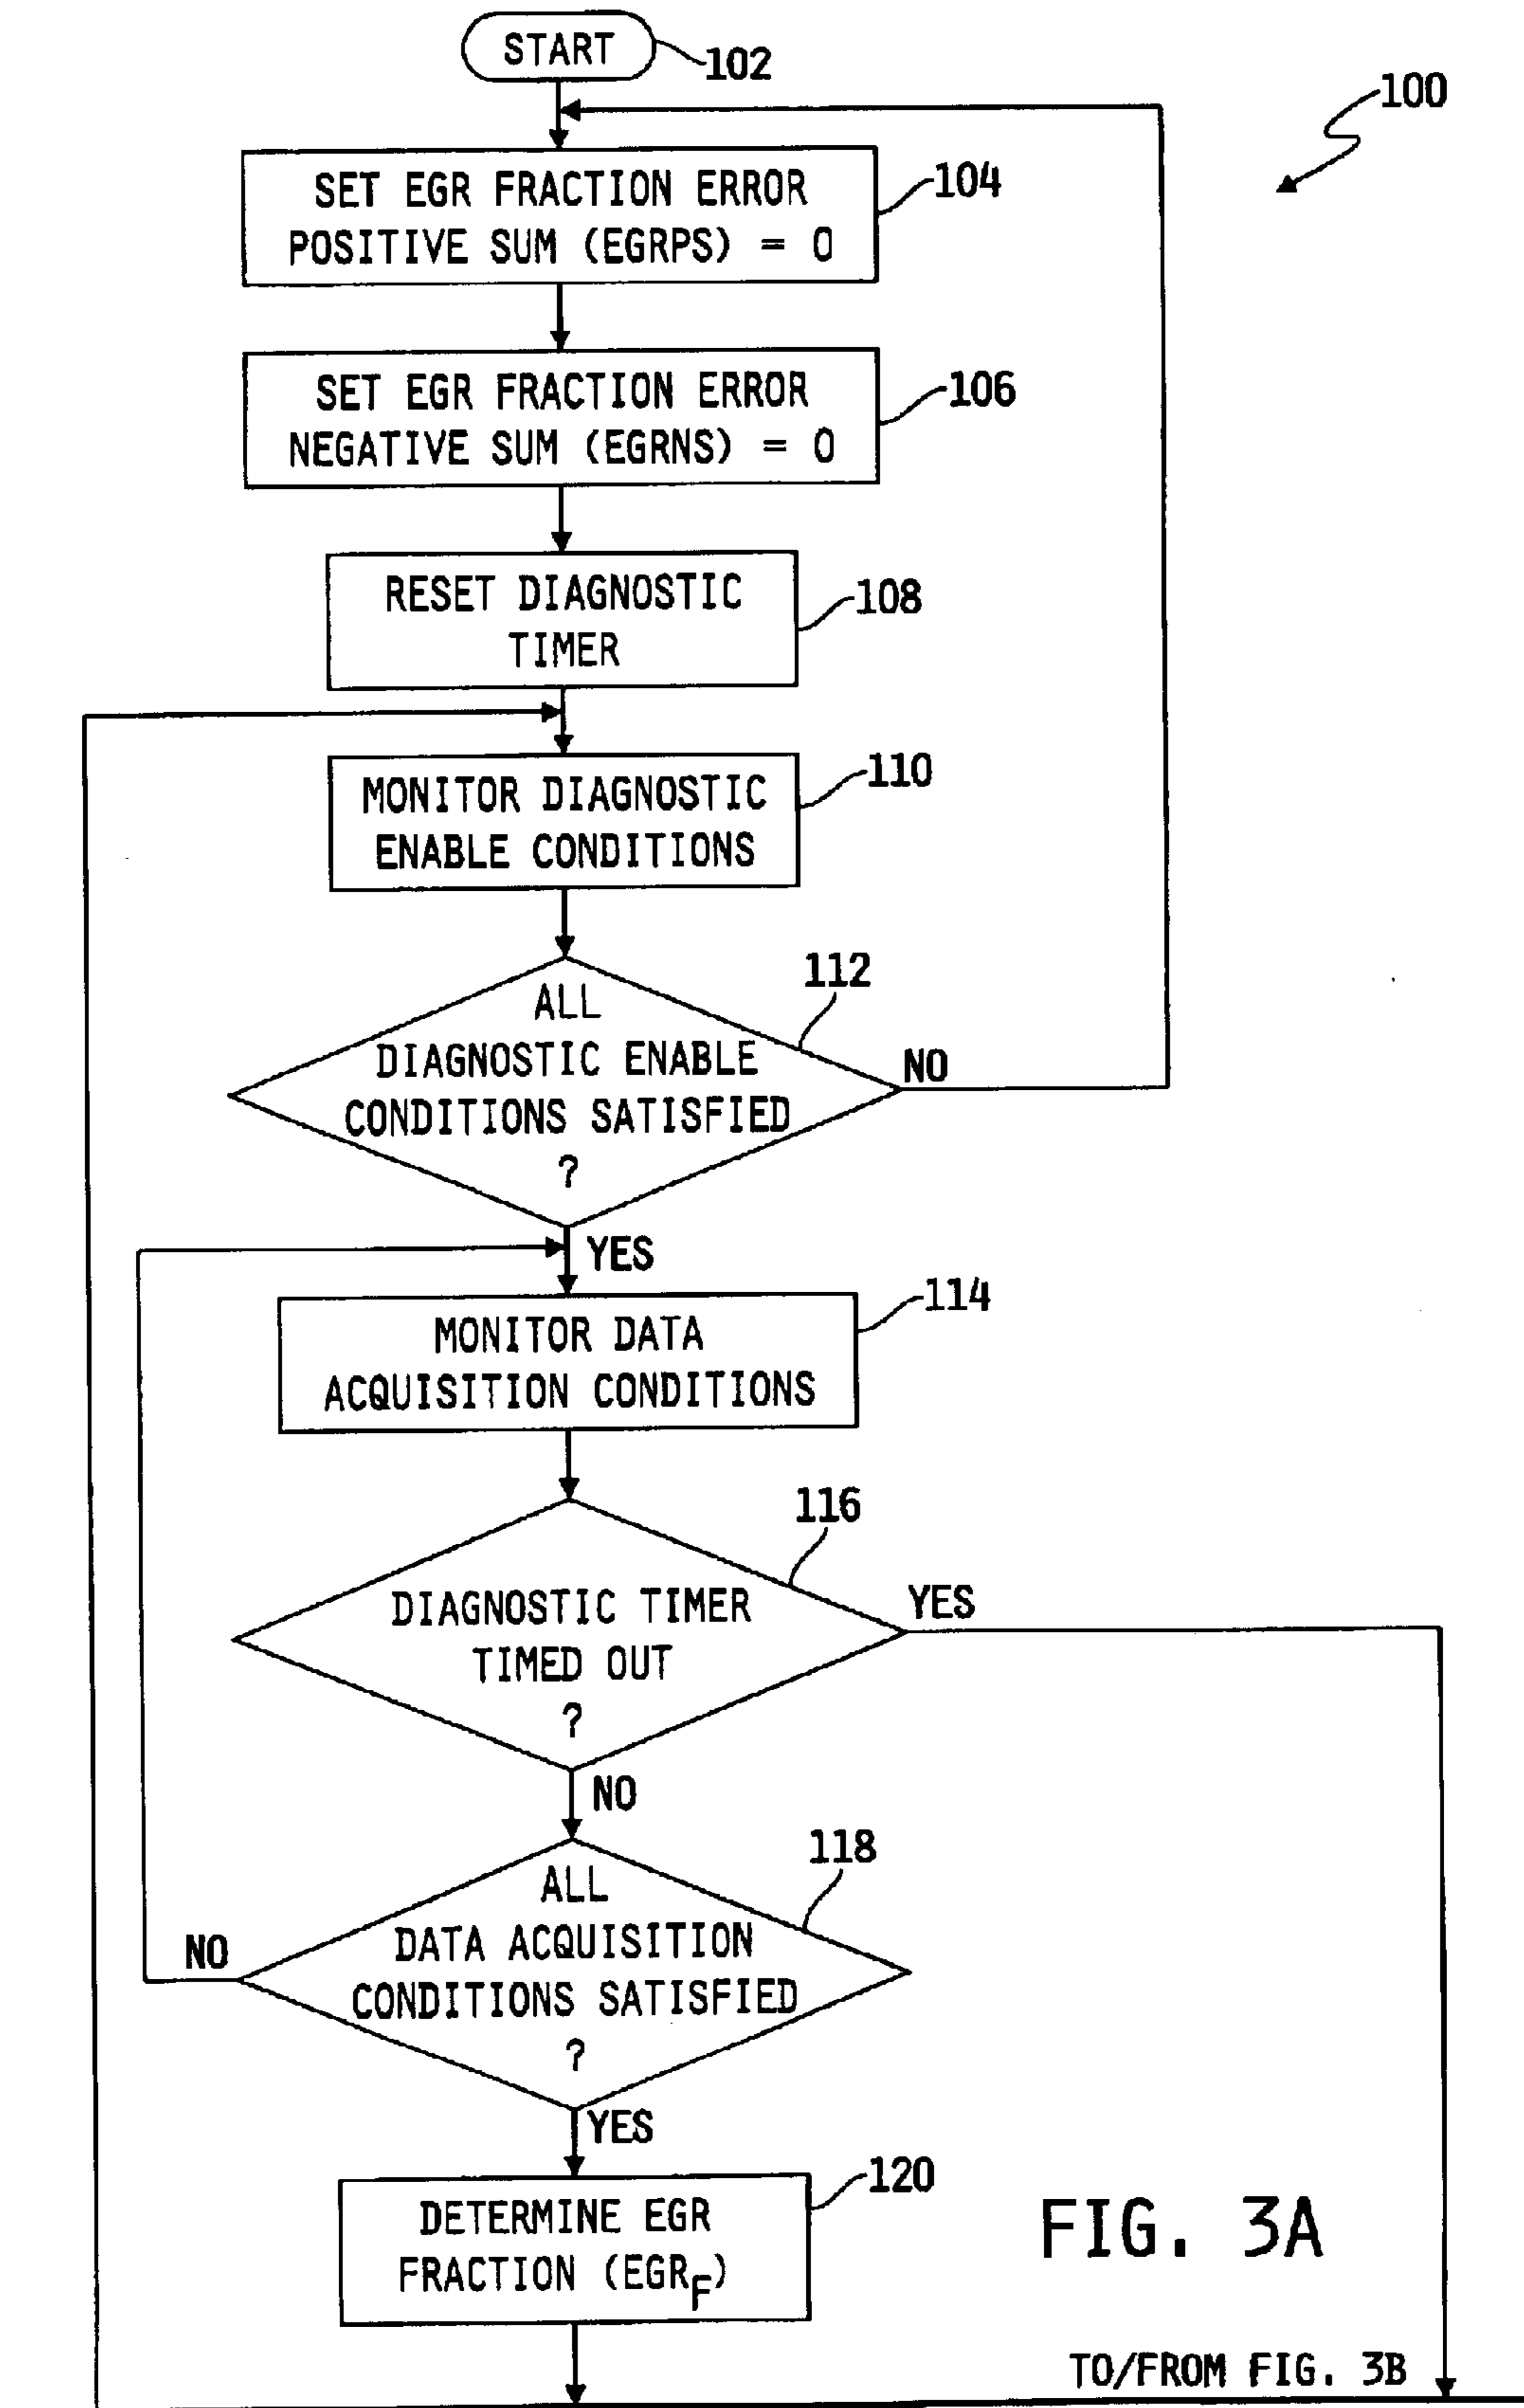 START
102
100
SET EGR FRACTION ERROR
POSITIVE SUM (EGRPS) = 0
104
SET EGR FRACTION ERROR
NEGATIVE SUM (EGRNS) = 0
106
RESET DIAGNOSTIC
TIMER
108
MONITOR DIAGNOSTIC
ENABLE CONDITIONS
110
112
ALL
DIAGNOSTIC ENABLE
CONDITIONS SATISFIED
?
NO
YES
MONITOR DATA
ACQUISITION CONDITIONS
114
116
DIAGNOSTIC TIMER
TIMED OUT
?
YES
NO
118
ALL
DATA ACQUISITION
CONDITIONS SATISFIED
?
NO
YES
DETERMINE EGR
FRACTION (EGRF)
120
FIG. 3A
TO/FROM FIG. 3B